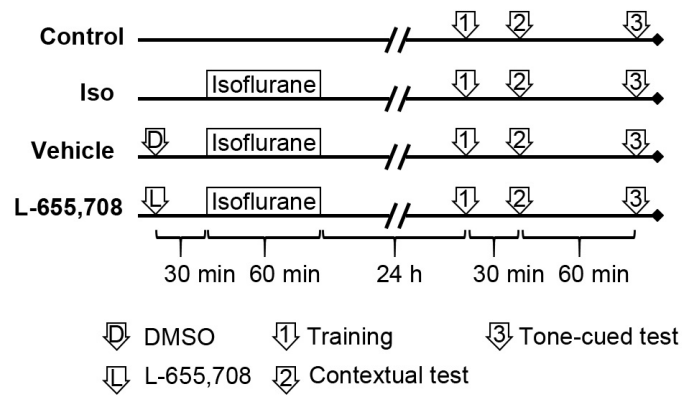 Control 1 2 3
Iso Isoflurane 1 2 3
Vehicle D Isoflurane 1 2 3
L-655,708 L Isoflurane 1 2 3
30 min 60 min 24 h 30 min 60 min
D DMSO 1 Training 3 Tone-cued test
L L-655,708 2 Contextual test